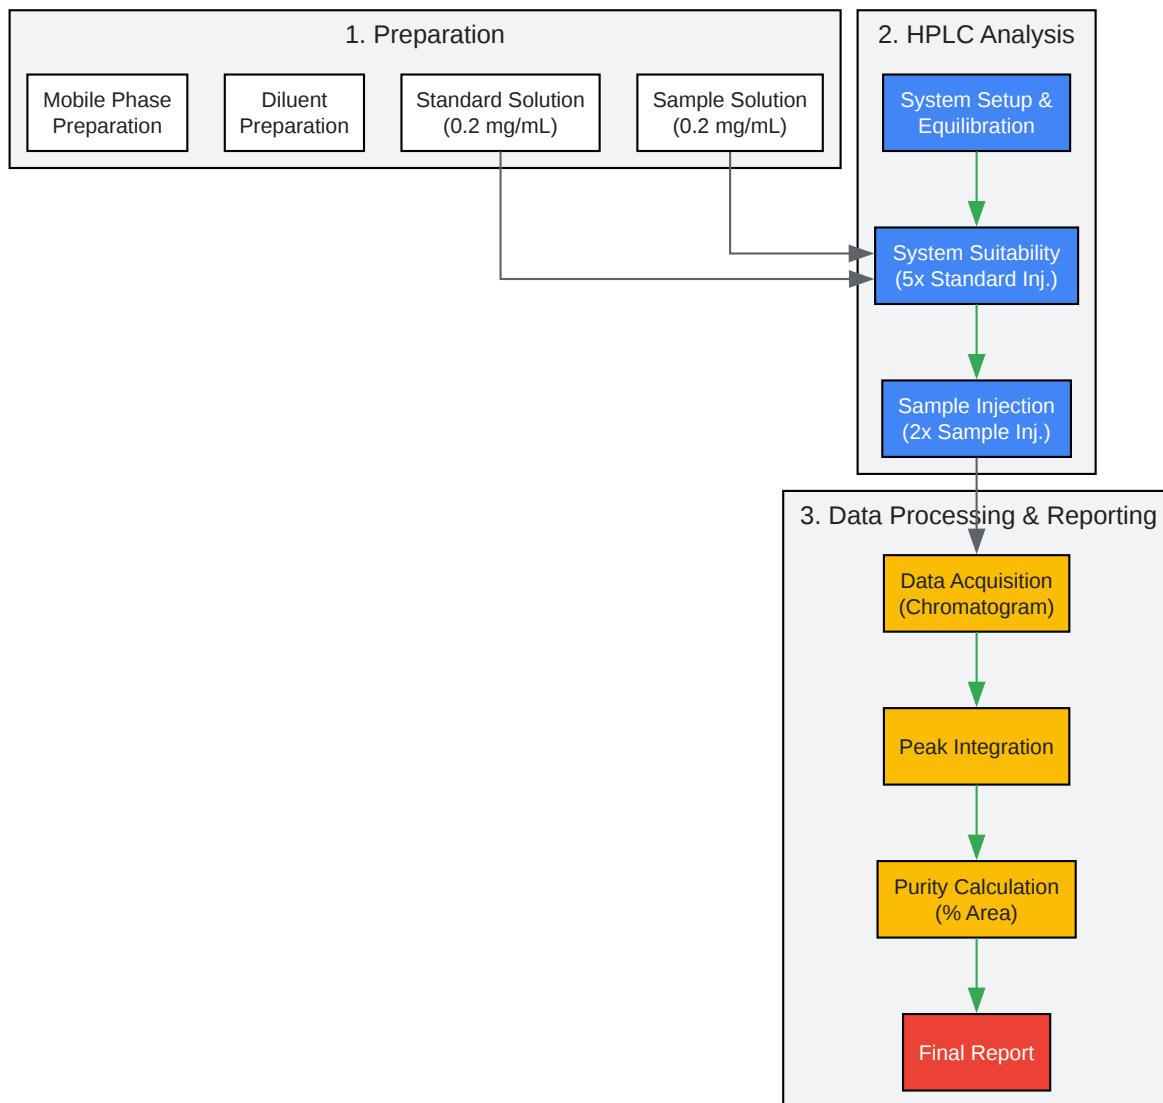 1. Preparation
Mobile Phase
Preparation
Diluent
Preparation
Standard Solution
(0.2 mg/mL)
Sample Solution
(0.2 mg/mL)
2. HPLC Analysis
System Setup &
Equilibration
System Suitability
(5x Standard Inj.)
Sample Injection
(2x Sample Inj.)
3. Data Processing & Reporting
Data Acquisition
(Chromatogram)
Peak Integration
Purity Calculation
(% Area)
Final Report